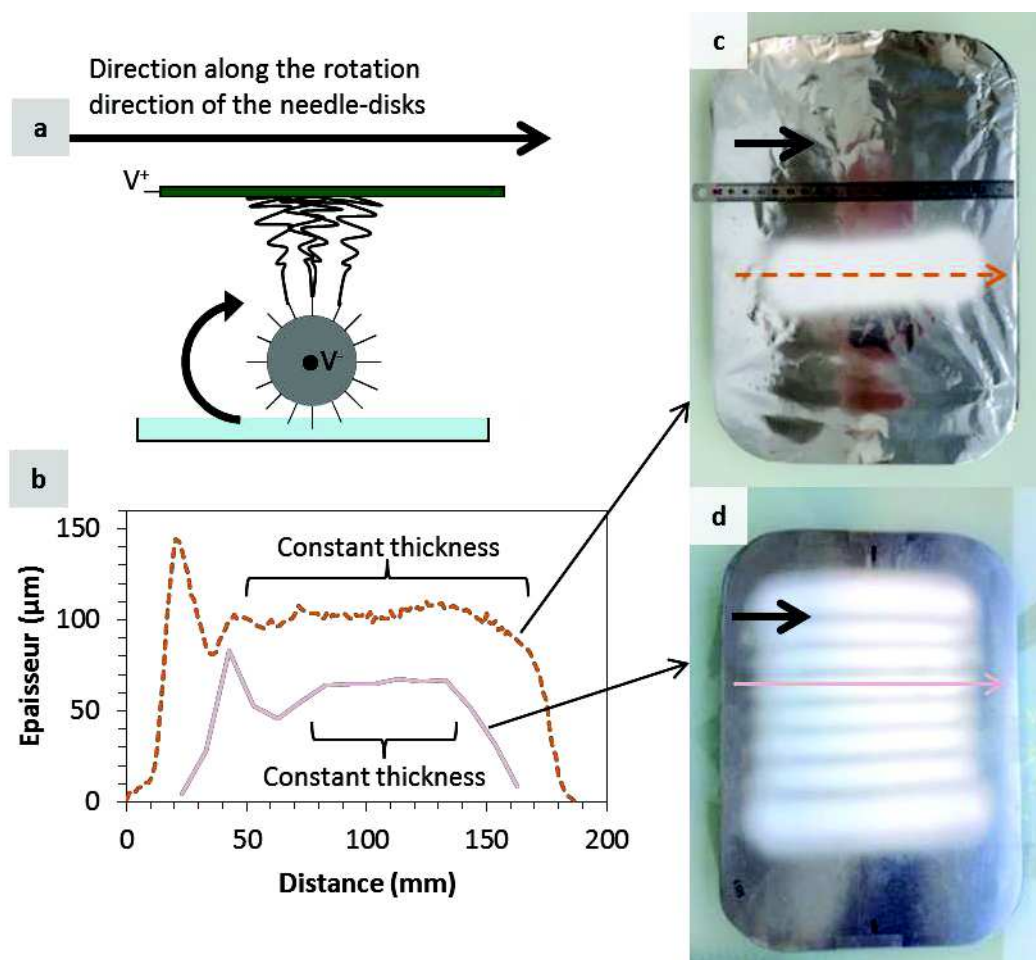 Direction along the rotation
direction of the needle-disks
a
V⁺
V⁻
b
150
100
50
0
Epaisseur (µm)
Constant thickness
Constant thickness
0
50
100
150
200
Distance (mm)
c
d